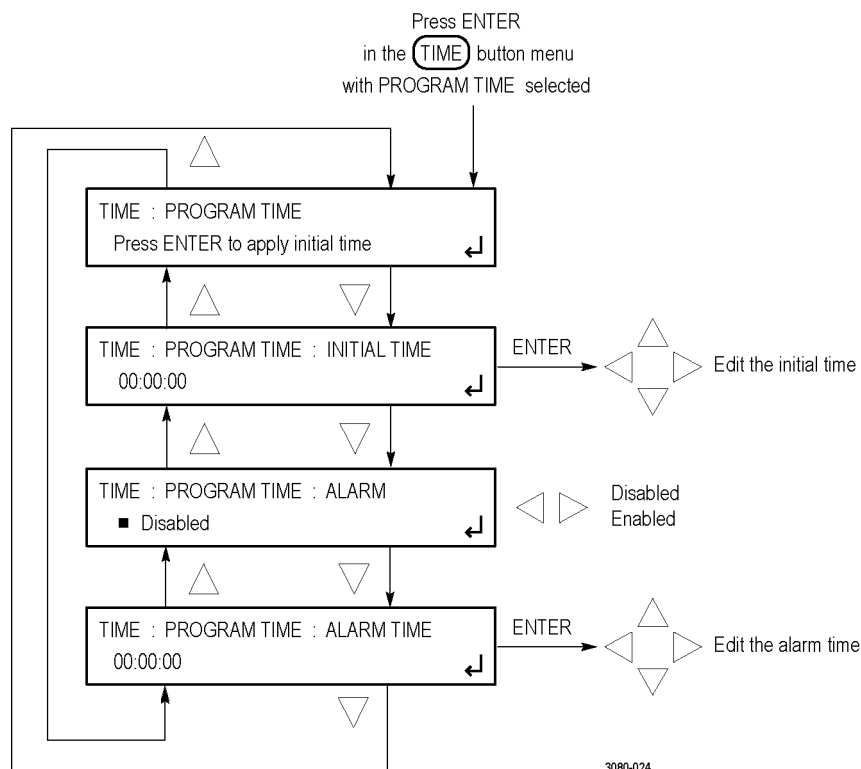 Press ENTER
in the TIME button menu
with PROGRAM TIME selected
TIME : PROGRAM TIME
Press ENTER to apply initial time
TIME : PROGRAM TIME : INITIAL TIME
00:00:00
ENTER
Edit the initial time
TIME : PROGRAM TIME : ALARM
■ Disabled
Disabled
Enabled
TIME : PROGRAM TIME : ALARM TIME
00:00:00
ENTER
Edit the alarm time
3080-024